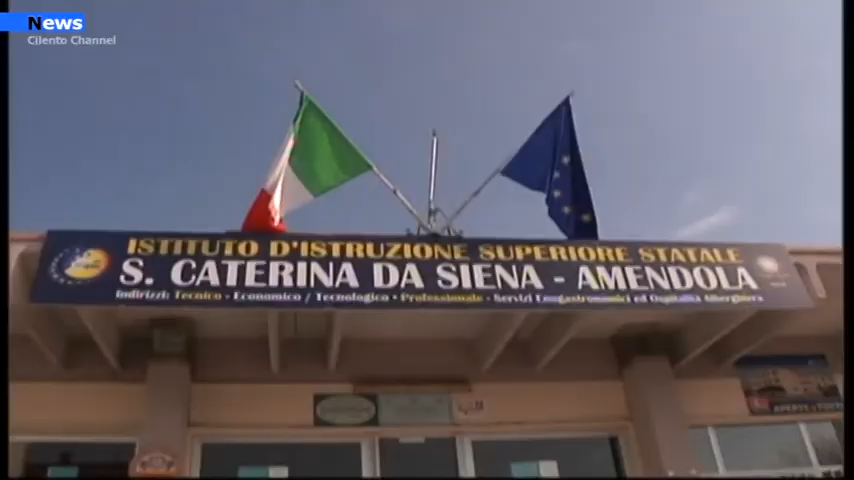 News
Cilento Channel
ISTITUTO D'ISTRUZIONE SUPERIORE STATALE
S. CATERINA DA SIENA - AMENDOLA
Indirizzi: Tecnico - Economico / Tecnologico - Professionale - Servizi Enogastronomici ed Ospitalità Alberghiera